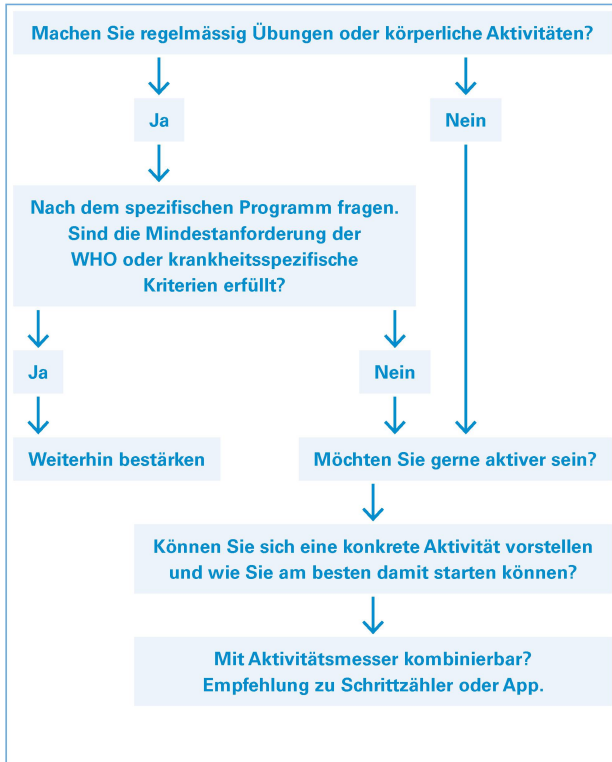 Machen Sie regelmässig Übungen oder körperliche Aktivitäten?
Ja
Nein
Nach dem spezifischen Programm fragen.
Sind die Mindestanforderung der
WHO oder krankheitsspezifische
Kriterien erfüllt?
Ja
Nein
Weiterhin bestärken
Möchten Sie gerne aktiver sein?
Können Sie sich eine konkrete Aktivität vorstellen
und wie Sie am besten damit starten können?
Mit Aktivitätsmesser kombinierbar?
Empfehlung zu Schrittzähler oder App.